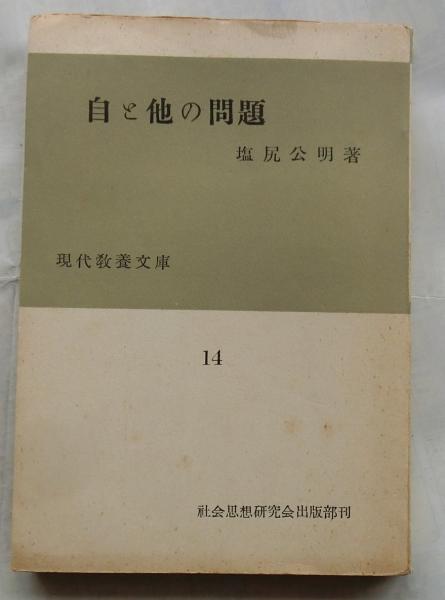 自と他の問題
塩尻公明著
現代教養文庫
14
社会思想研究会出版部刊